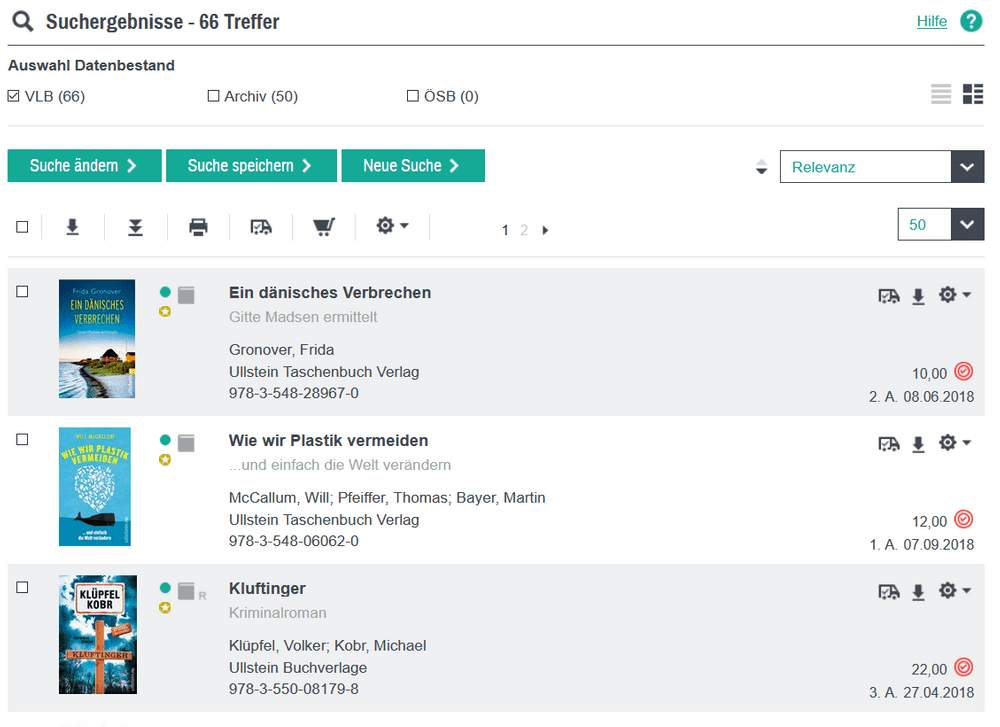 Suchergebnisse - 66 Treffer
Hilfe ?
Auswahl Datenbestand
VLB (66)
Archiv (50)
ÖSB (0)
Suche ändern
Suche speichern
Neue Suche
Relevanz
1 2
50
Frida Gronover
EIN DÄNISCHES
VERBRECHEN
Ein dänisches Verbrechen
Gitte Madsen ermittelt
Gronover, Frida
Ullstein Taschenbuch Verlag
978-3-548-28967-0
10,00
2. A. 08.06.2018
WILL McCALLUM
WIE WIR PLASTIK
VERMEIDEN
...und einfach
die Welt verändern
Wie wir Plastik vermeiden
...und einfach die Welt verändern
McCallum, Will; Pfeiffer, Thomas; Bayer, Martin
Ullstein Taschenbuch Verlag
978-3-548-06062-0
12,00
1. A. 07.09.2018
KLÜPFEL
KOBR
KLUFTINGER
R
Kluftinger
Kriminalroman
Klüpfel, Volker; Kobr, Michael
Ullstein Buchverlage
978-3-550-08179-8
22,00
3. A. 27.04.2018